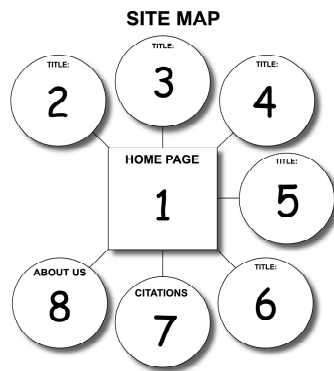 SITE MAP
TITLE:
3
TITLE:
2
TITLE:
4
HOME PAGE
1
TITLE:
5
ABOUT US
8
CITATIONS
7
TITLE:
6